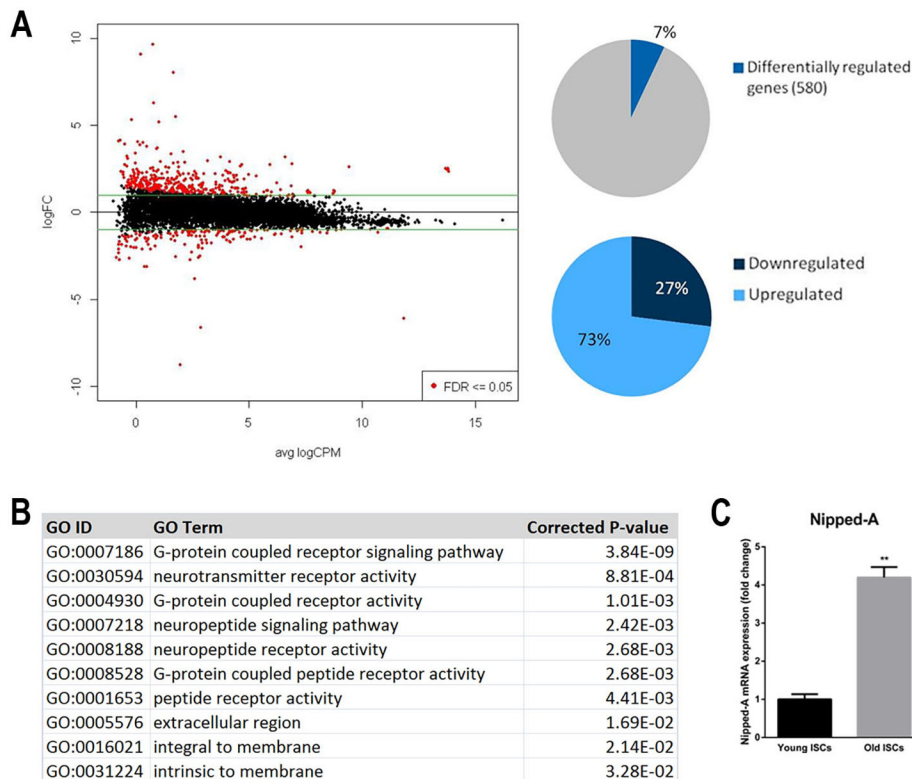 A
10
5
0
-5
-10
logFC
0
5
10
15
avg logCPM
FDR <= 0.05
7%
Differentially regulated
genes (580)
27%
73%
Downregulated
Upregulated
B
GO ID GO Term Corrected P-value
GO:0007186 G-protein coupled receptor signaling pathway 3.84E-09
GO:0030594 neurotransmitter receptor activity 8.81E-04
GO:0004930 G-protein coupled receptor activity 1.01E-03
GO:0007218 neuropeptide signaling pathway 2.42E-03
GO:0008188 neuropeptide receptor activity 2.68E-03
GO:0008528 G-protein coupled peptide receptor activity 2.68E-03
GO:0001653 peptide receptor activity 4.41E-03
GO:0005576 extracellular region 1.69E-02
GO:0016021 integral to membrane 2.14E-02
GO:0031224 intrinsic to membrane 3.28E-02
C
Nipped-A
Nipped-A mRNA expression (fold change)
5
4
3
2
1
0
**
Young ISCs
Old ISCs